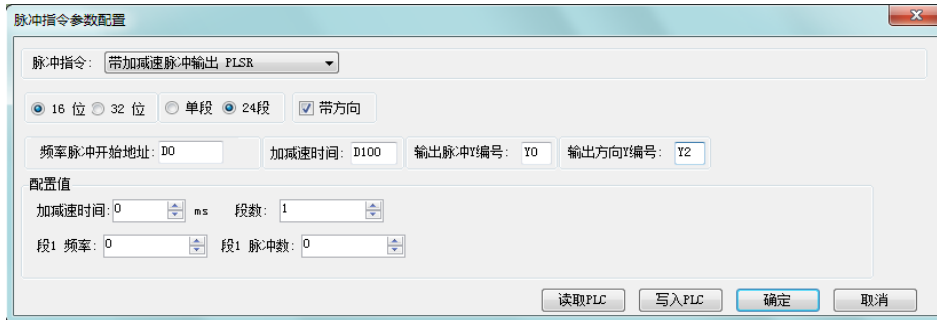 脉冲指令参数配置
脉冲指令: 带加减速脉冲输出 PLSR
16 位 32 位 单段 24段 带方向
频率脉冲开始地址: D0 加减速时间: D100 输出脉冲Y编号: Y0 输出方向Y编号: Y2
配置值
加减速时间: 0 ms 段数: 1
段1 频率: 0 段1 脉冲数: 0
读取PLC 写入PLC 确定 取消